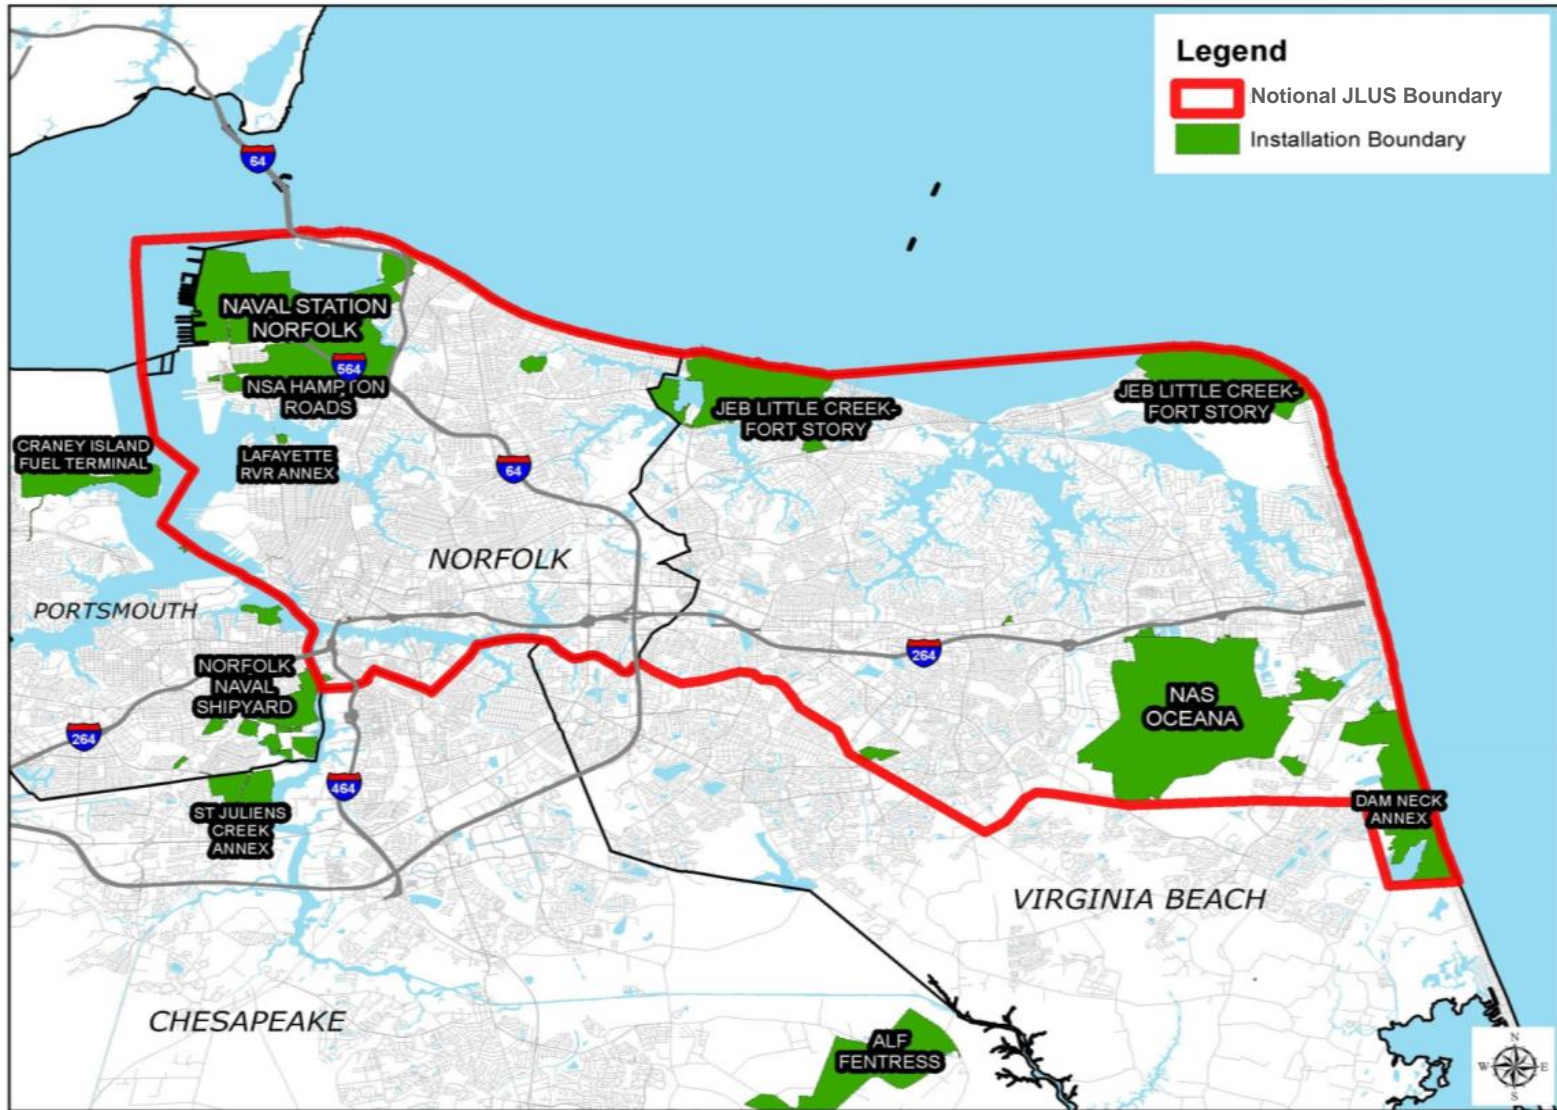 Legend
Notional JLUS Boundary
Installation Boundary
64
NAVAL STATION
NORFOLK
564
NSA HAMPTON
ROADS
JEB LITTLE CREEK-
FORT STORY
JEB LITTLE CREEK-
FORT STORY
CRANEY ISLAND
FUEL TERMINAL
LAFAYETTE
RVR ANNEX
64
NORFOLK
PORTSMOUTH
264
NORFOLK
NAVAL
SHIPYARD
NAS
OCEANA
264
464
ST JULIENS
CREEK
ANNEX
DAM NECK
ANNEX
VIRGINIA BEACH
CHESAPEAKE
ALF
FENTRESS
N
W
E
S